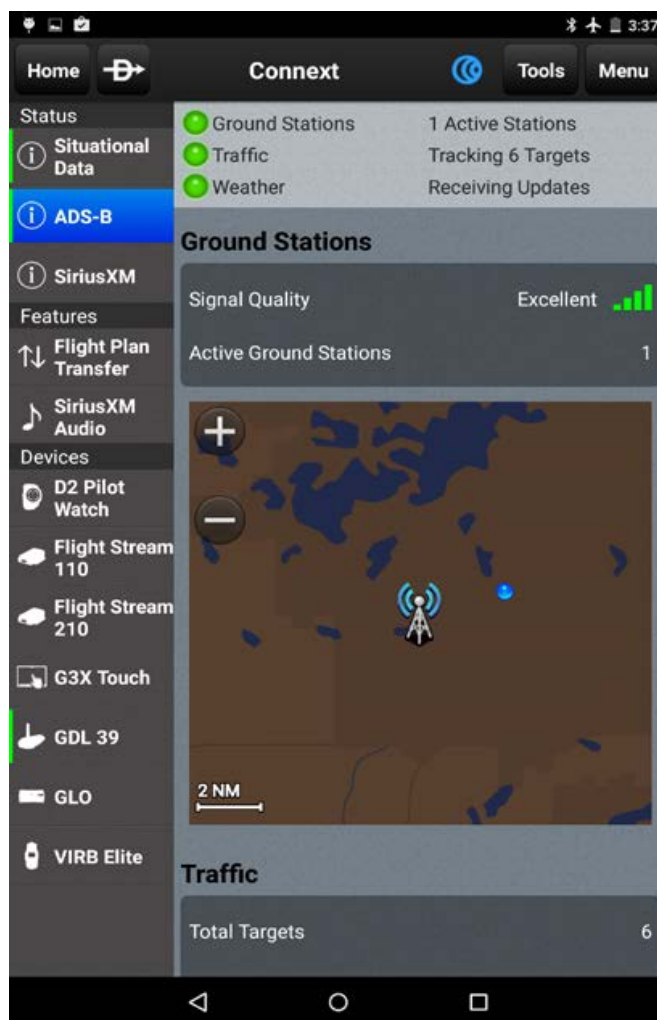 3:37
Home
Connext
Tools
Menu
Status
Situational
Data
ADS-B
SiriusXM
Features
Flight Plan
Transfer
SiriusXM
Audio
Devices
D2 Pilot
Watch
Flight Stream
110
Flight Stream
210
G3X Touch
GDL 39
GLO
VIRB Elite
Ground Stations 1 Active Stations
Traffic Tracking 6 Targets
Weather Receiving Updates
Ground Stations
Signal Quality Excellent
Active Ground Stations 1
2 NM
Traffic
Total Targets 6